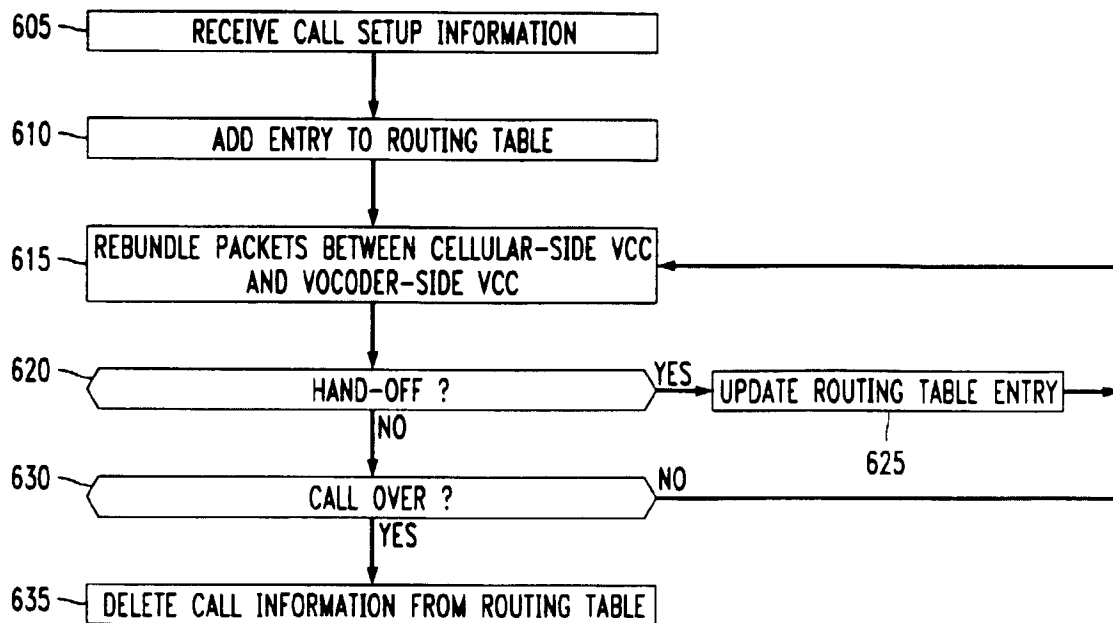 605
RECEIVE CALL SETUP INFORMATION
610
ADD ENTRY TO ROUTING TABLE
615
REBUNDLE PACKETS BETWEEN CELLULAR-SIDE VCC
AND VOCODER-SIDE VCC
620
HAND-OFF ?
YES
UPDATE ROUTING TABLE ENTRY
625
NO
630
CALL OVER ?
NO
YES
635
DELETE CALL INFORMATION FROM ROUTING TABLE